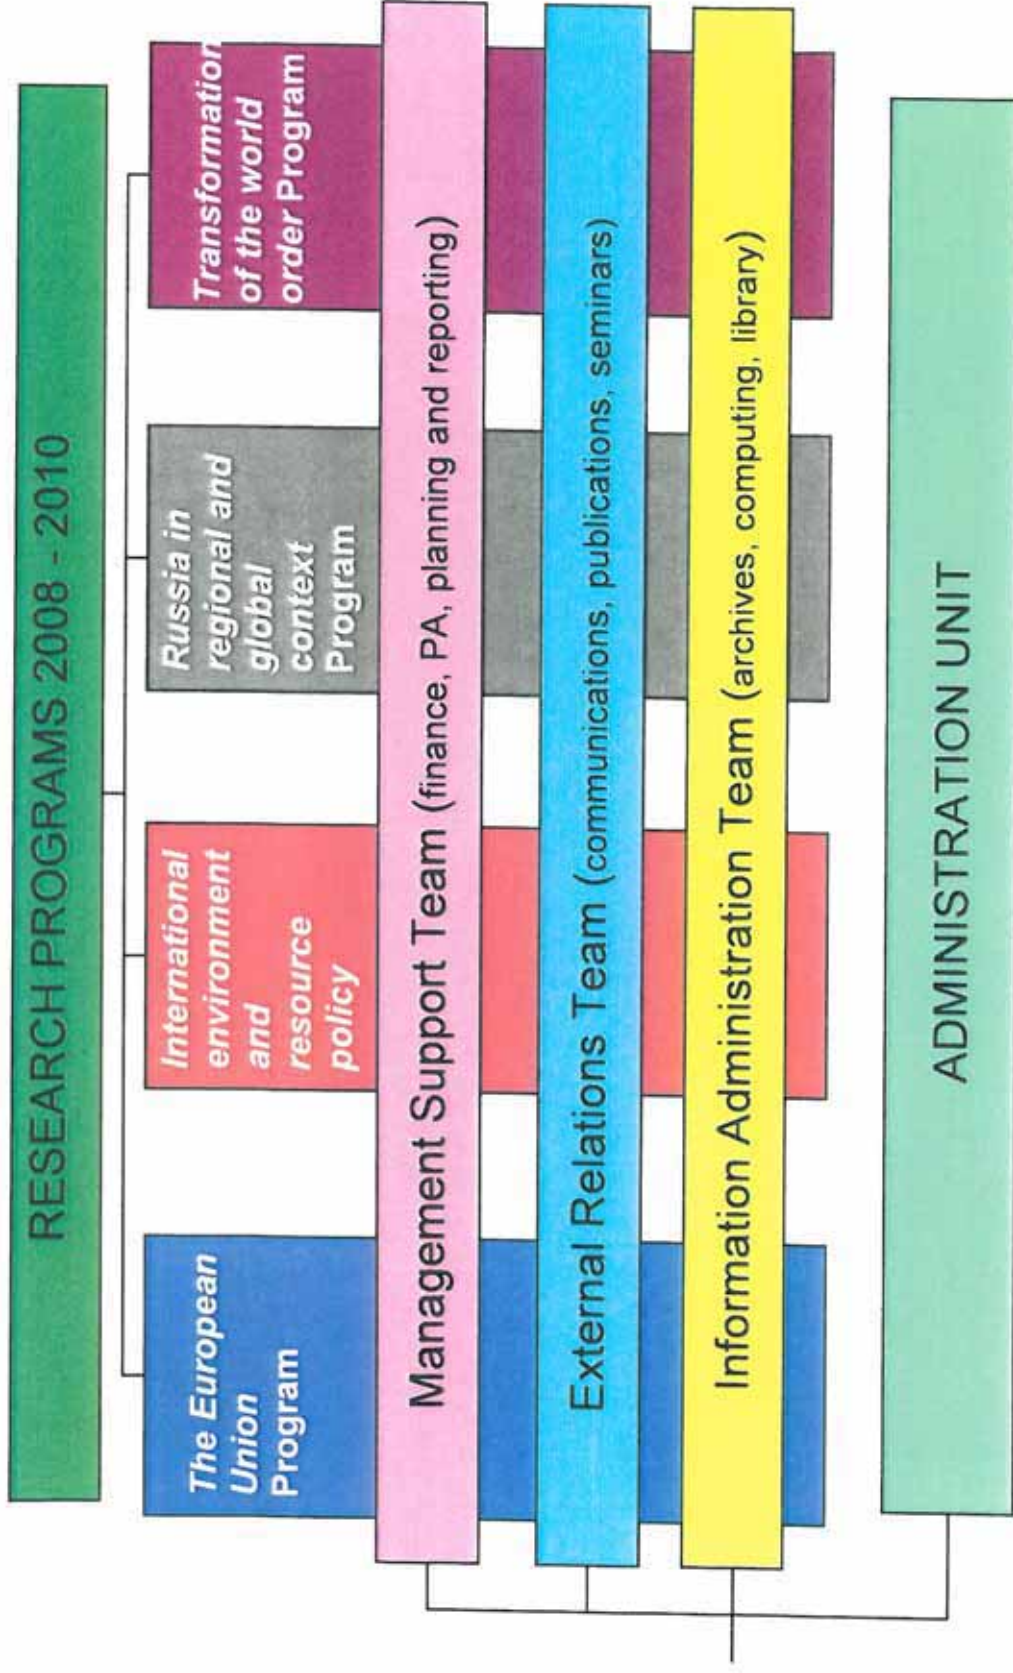 RESEARCH PROGRAMS 2008 - 2010
The European
Union
Program
International
environment
and
resource
policy
Russia in
regional and
global
context
Program
Transformation
of the world
order Program
Management Support Team (finance, PA, planning and reporting)
External Relations Team (communications, publications, seminars)
Information Administration Team (archives, computing, library)
ADMINISTRATION UNIT